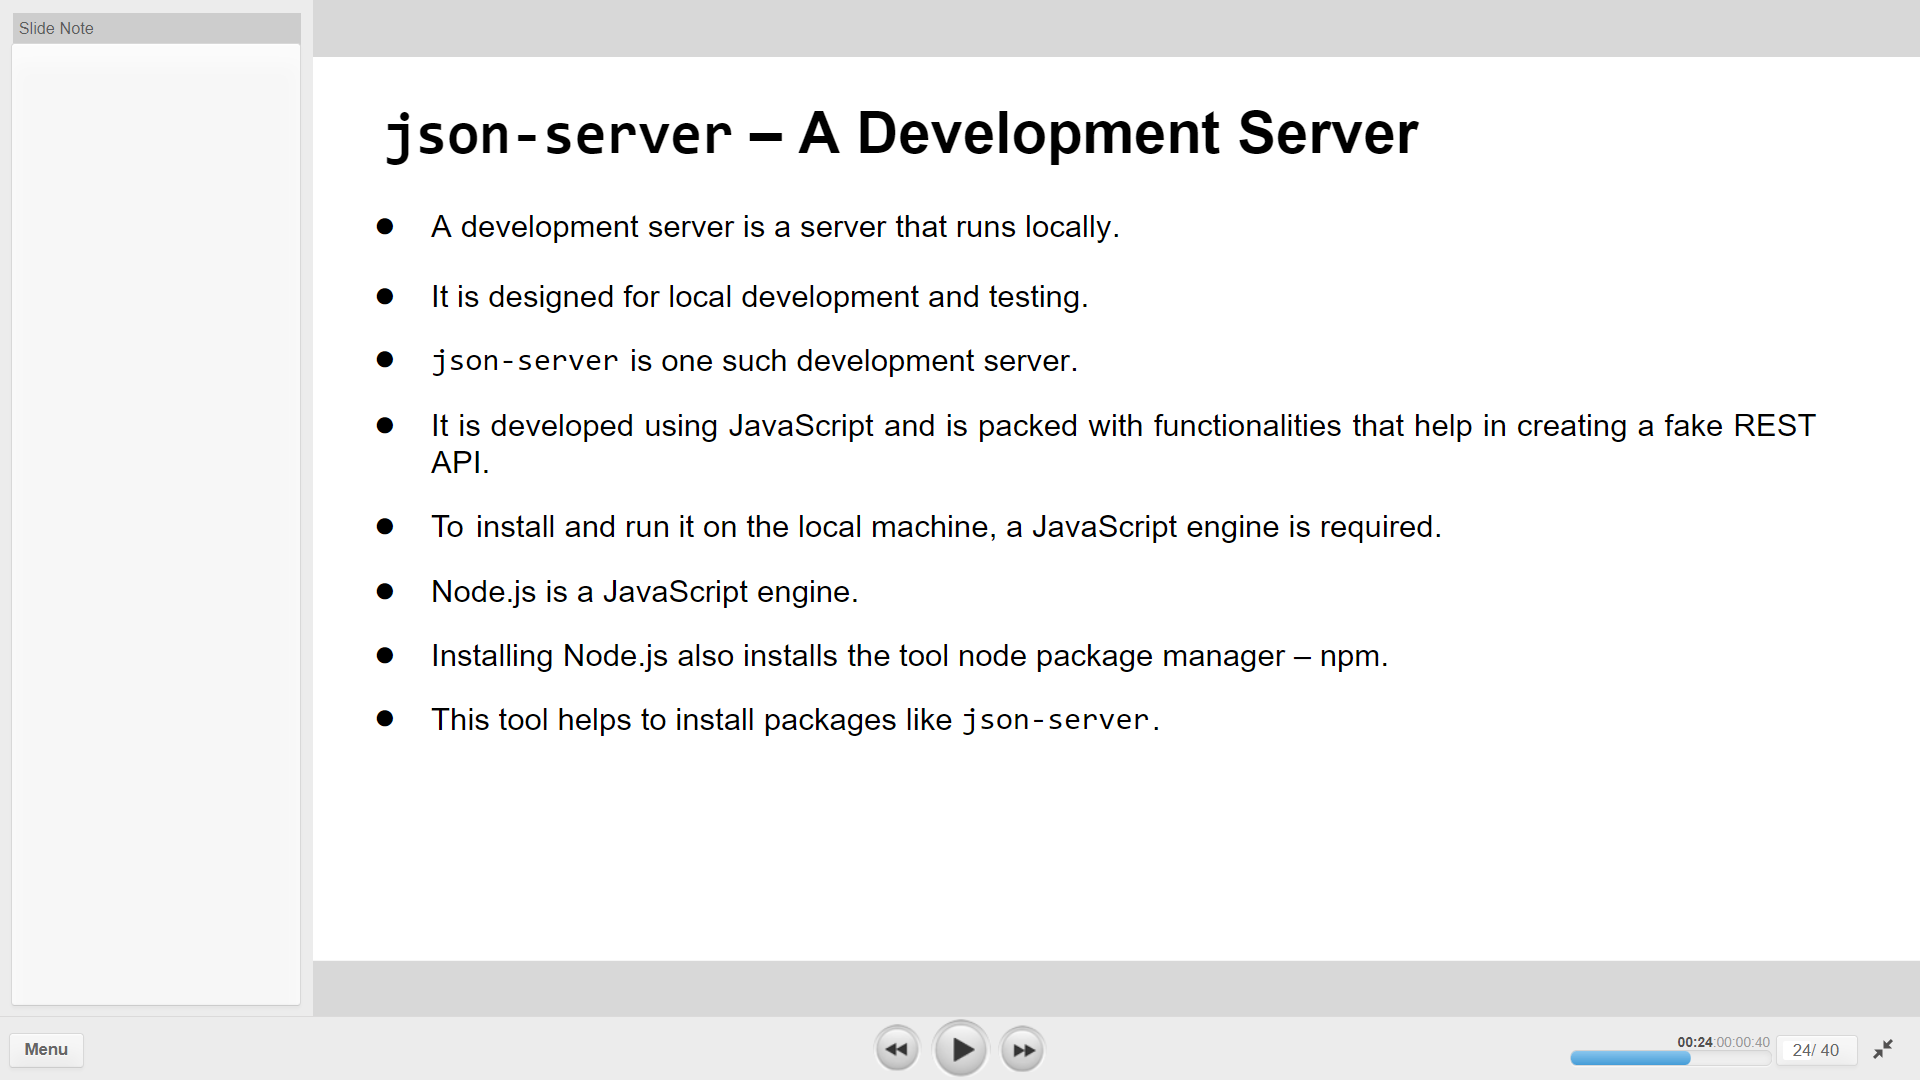 Slide Note
json-server – A Development Server
● A development server is a server that runs locally.
● It is designed for local development and testing.
● json-server is one such development server.
● It is developed using JavaScript and is packed with functionalities that help in creating a fake REST
API.
● To install and run it on the local machine, a JavaScript engine is required.
● Node.js is a JavaScript engine.
● Installing Node.js also installs the tool node package manager – npm.
● This tool helps to install packages like json-server.
Menu
00:24:00:00:40
24/ 40